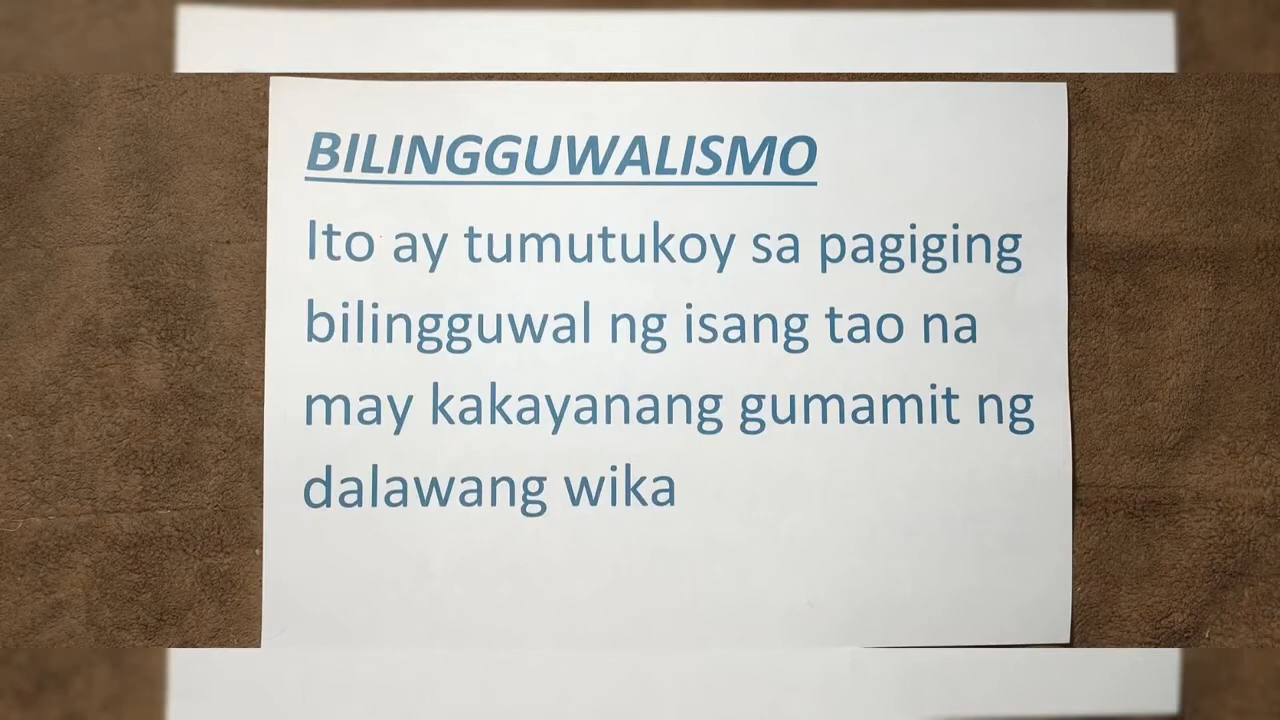 BILINGGUWALISMO
Ito ay tumutukoy sa pagiging
bilingguwal ng isang tao na
may kakayanang gumamit ng
dalawang wika